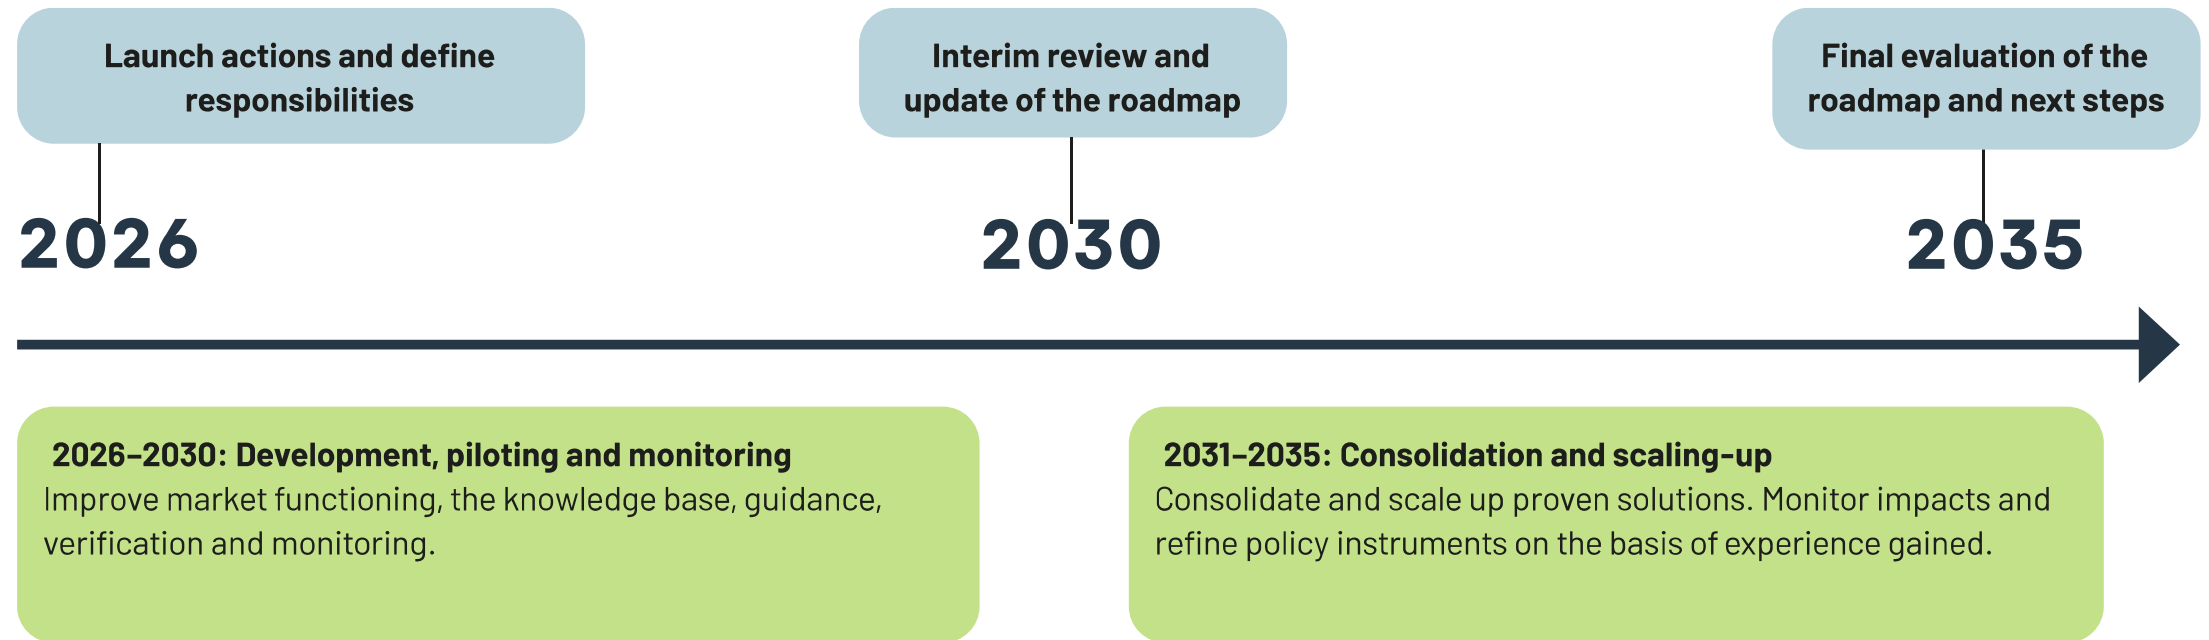 Launch actions and define
responsibilities
Interim review and
update of the roadmap
Final evaluation of the
roadmap and next steps
2026
2030
2035
2026–2030: Development, piloting and monitoring
Improve market functioning, the knowledge base, guidance,
verification and monitoring.
2031–2035: Consolidation and scaling-up
Consolidate and scale up proven solutions. Monitor impacts and
refine policy instruments on the basis of experience gained.